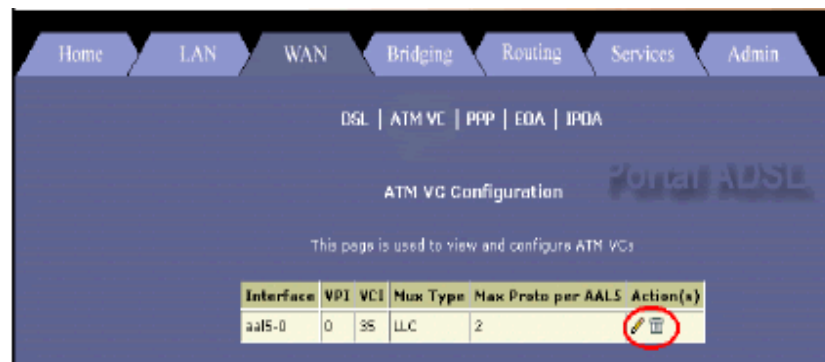 Home LAN WAN Bridging Routing Services Admin
DSL | ATM VC | PPP | EOA | IPOA
Portal ADSL
ATM VC Configuration
This page is used to view and configure ATM VCs
Interface VPI VCI Mux Type Max Proto per AAL5 Action(s)
aal5-0 0 35 LLC 2